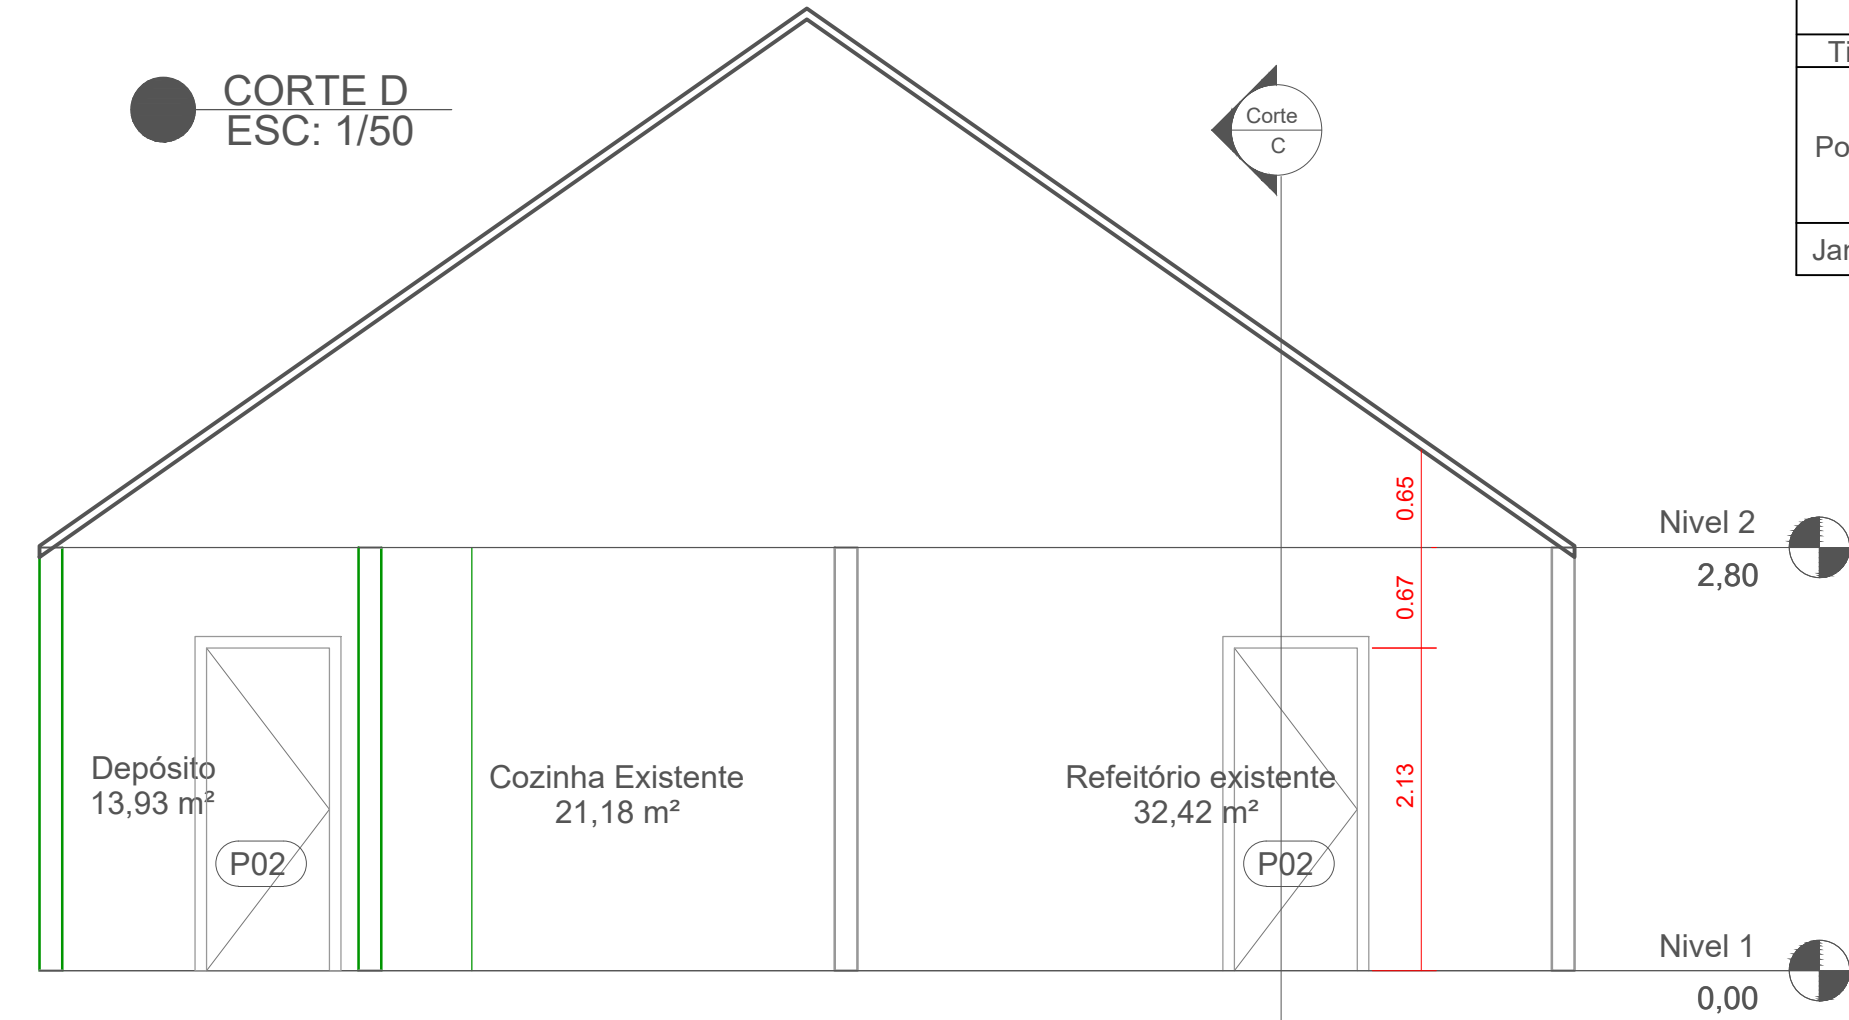 CORTE D
ESC: 1/50
Corte
C
0.65
Nivel 2
0.67
2,80
Depósito
13,93 m²
Cozinha Existente
21,18 m²
Refeitório existente
32,42 m²
2.13
P02
P02
Nivel 1
0,00